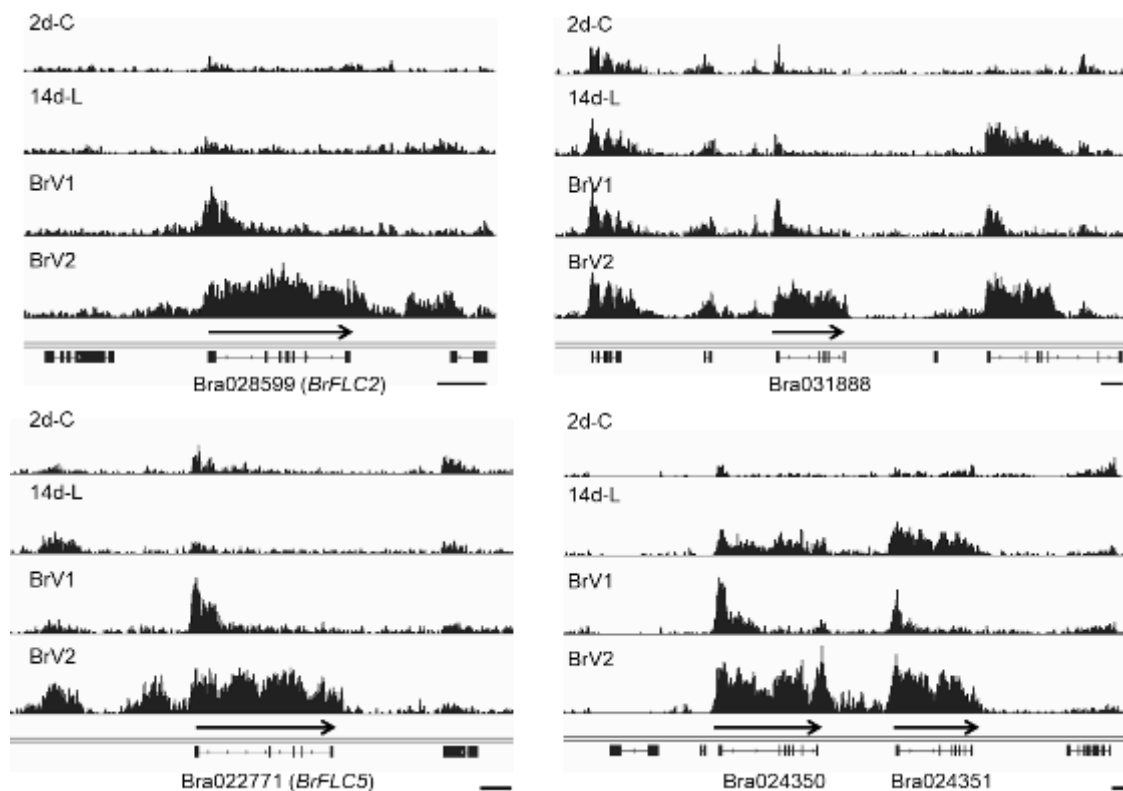 2d-C
14d-L
BrV1
BrV2
Bra028599 (BrFLC2)
2d-C
14d-L
BrV1
BrV2
Bra031888
2d-C
14d-L
BrV1
BrV2
Bra022771 (BrFLC5)
2d-C
14d-L
BrV1
BrV2
Bra024350 Bra024351